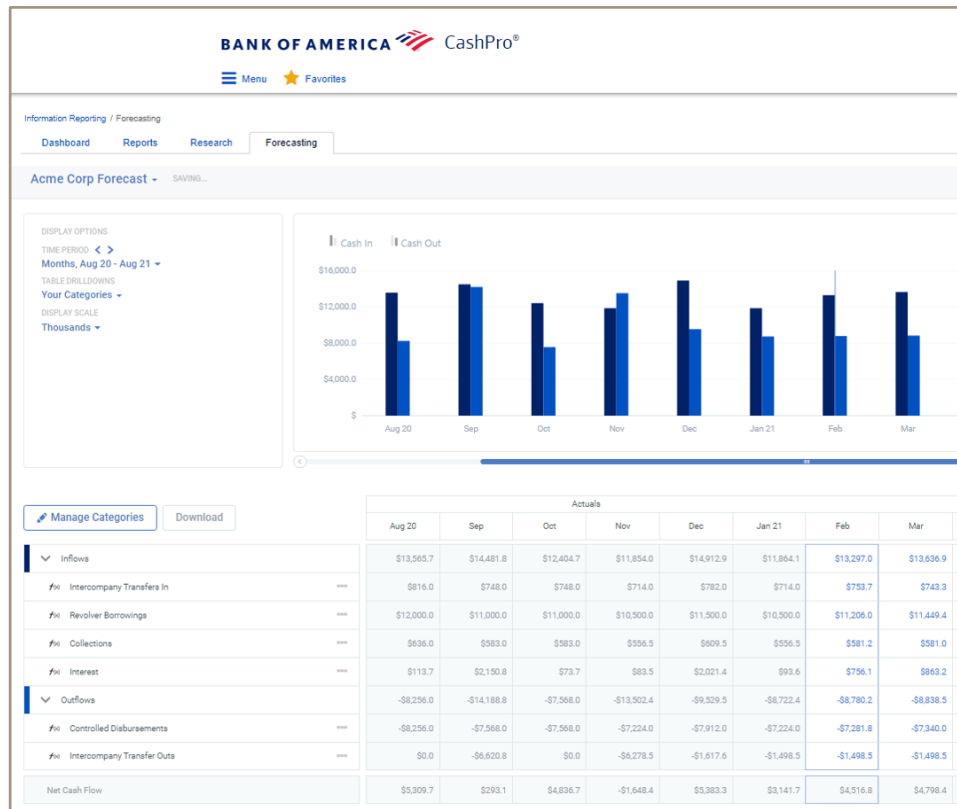 BANK OF AMERICA CashPro®
Menu Favorites
Information Reporting / Forecasting
Dashboard Reports Research Forecasting
Acme Corp Forecast SAVING...
DISPLAY OPTIONS
TIME PERIOD < >
Months, Aug 20 - Aug 21
TABLE DRILLDOWNS
Your Categories
DISPLAY SCALE
Thousands
Cash In Cash Out
$16,000.0
$12,000.0
$8,000.0
$4,000.0
$
Aug 20 Sep Oct Nov Dec Jan 21 Feb Mar
Manage Categories Download
Actuals
Aug 20 Sep Oct Nov Dec Jan 21 Feb Mar
Inflows $13,565.7 $14,481.8 $12,404.7 $11,854.0 $14,912.9 $11,864.1 $13,297.0 $13,636.9
f(x) Intercompany Transfers In $816.0 $748.0 $748.0 $714.0 $782.0 $714.0 $753.7 $743.3
f(x) Revolver Borrowings $12,000.0 $11,000.0 $11,000.0 $10,500.0 $11,500.0 $10,500.0 $11,206.0 $11,449.4
f(x) Collections $636.0 $583.0 $583.0 $556.5 $609.5 $556.5 $581.2 $581.0
f(x) Interest $113.7 $2,150.8 $73.7 $83.5 $2,021.4 $93.6 $756.1 $863.2
Outflows -$8,256.0 -$14,188.8 -$7,568.0 -$13,502.4 -$9,529.5 -$8,722.4 -$8,780.2 -$8,838.5
f(x) Controlled Disbursements -$8,256.0 -$7,568.0 -$7,568.0 -$7,224.0 -$7,912.0 -$7,224.0 -$7,281.8 -$7,340.0
f(x) Intercompany Transfer Outs $0.0 -$6,620.8 $0.0 -$6,278.5 -$1,617.6 -$1,498.5 -$1,498.5 -$1,498.5
Net Cash Flow $5,309.7 $293.1 $4,836.7 -$1,648.4 $5,383.3 $3,141.7 $4,516.8 $4,798.4